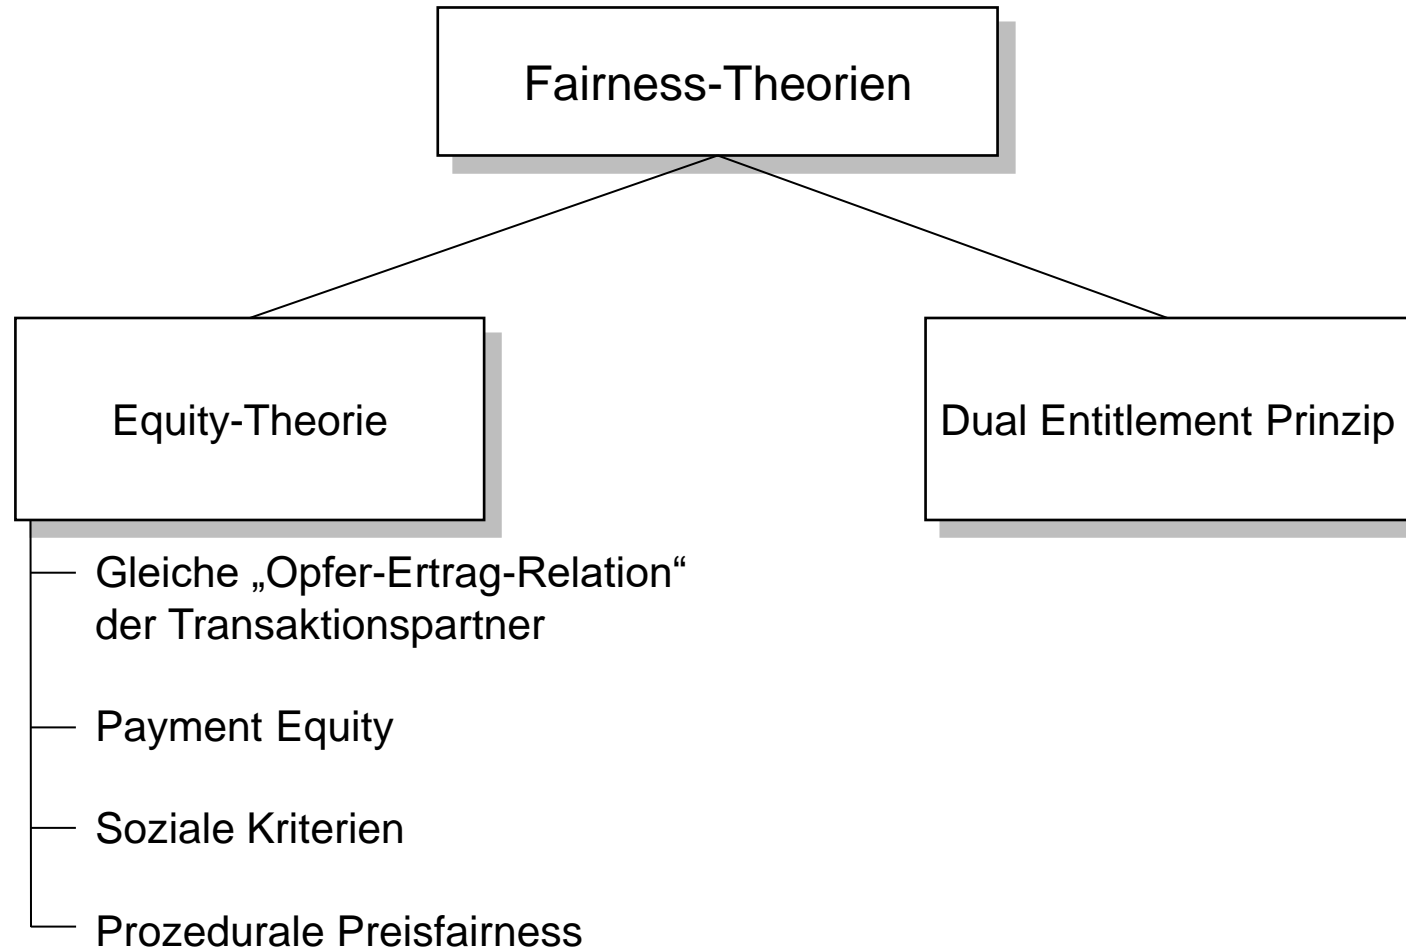 Fairness-Theorien
Equity-Theorie
Dual Entitlement Prinzip
Gleiche „Opfer-Ertrag-Relation“
der Transaktionspartner
Payment Equity
Soziale Kriterien
Prozedurale Preisfairness